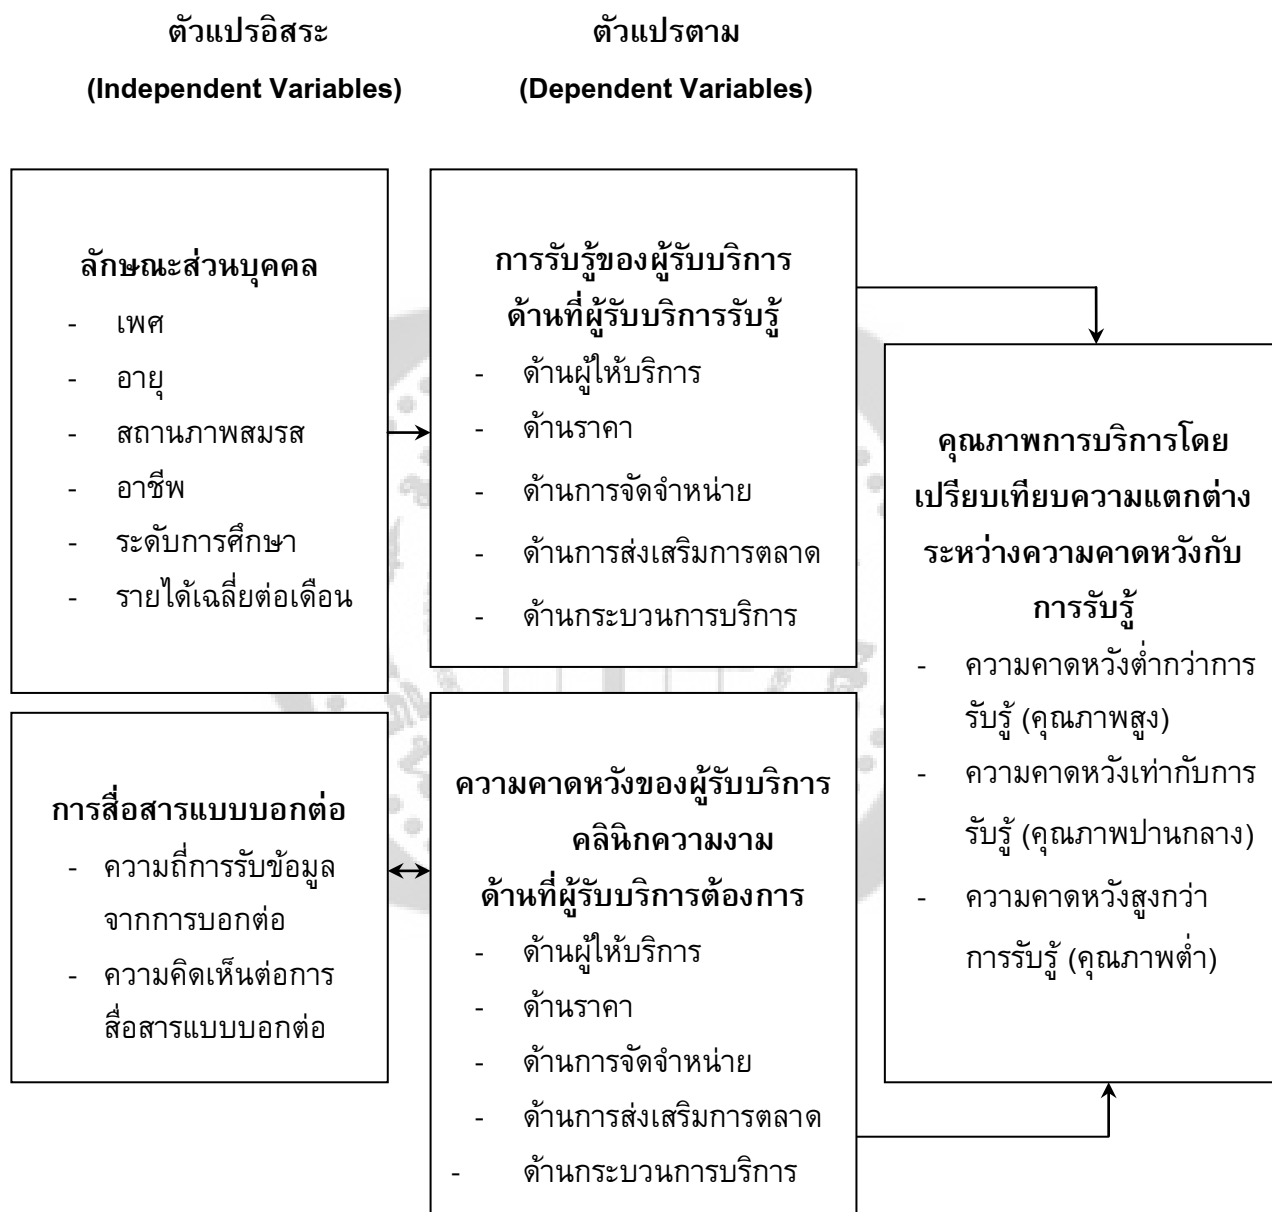 ตัวแปรอิสระ
(Independent Variables)
ตัวแปรตาม
(Dependent Variables)
ลักษณะส่วนบุคคล
- เพศ
- อายุ
- สถานภาพสมรส
- อาชีพ
- ระดับการศึกษา
- รายได้เฉลี่ยต่อเดือน
การสื่อสารแบบบอกต่อ
- ความถี่การรับข้อมูล
จากการบอกต่อ
- ความคิดเห็นต่อการ
สื่อสารแบบบอกต่อ
การรับรู้ของผู้รับบริการ
ด้านที่ผู้รับบริการรับรู้
- ด้านผู้ให้บริการ
- ด้านราคา
- ด้านการจัดจำหน่าย
- ด้านการส่งเสริมการตลาด
- ด้านกระบวนการบริการ
ความคาดหวังของผู้รับบริการ
คลินิกความงาม
ด้านที่ผู้รับบริการต้องการ
- ด้านผู้ให้บริการ
- ด้านราคา
- ด้านการจัดจำหน่าย
- ด้านการส่งเสริมการตลาด
- ด้านกระบวนการบริการ
คุณภาพการบริการโดย
เปรียบเทียบความแตกต่าง
ระหว่างความคาดหวังกับ
การรับรู้
- ความคาดหวังต่ำกว่าการ
รับรู้ (คุณภาพสูง)
- ความคาดหวังเท่ากับการ
รับรู้ (คุณภาพปานกลาง)
- ความคาดหวังสูงกว่า
การรับรู้ (คุณภาพต่ำ)